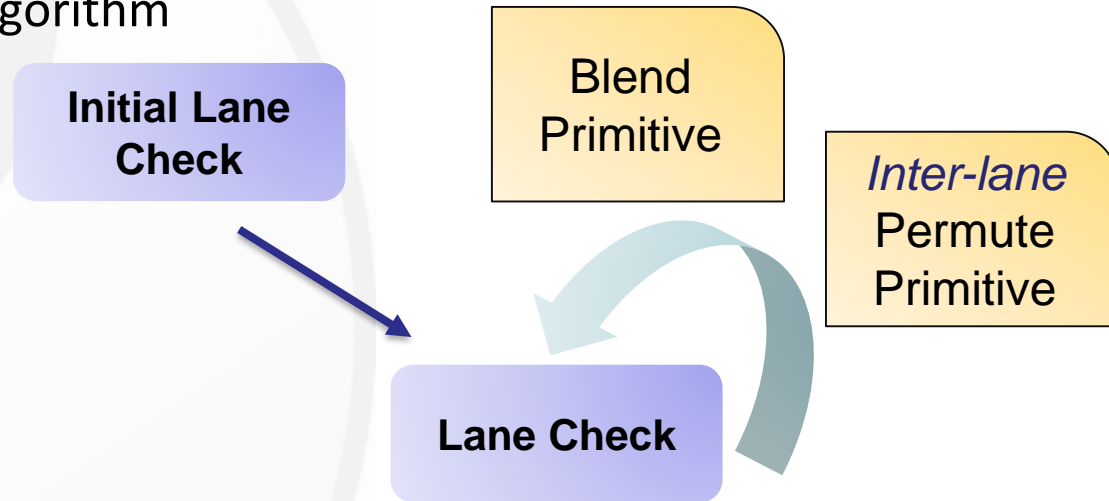 gorithm
Initial Lane
Check
Blend
Primitive
Inter-lane
Permute
Primitive
Lane Check